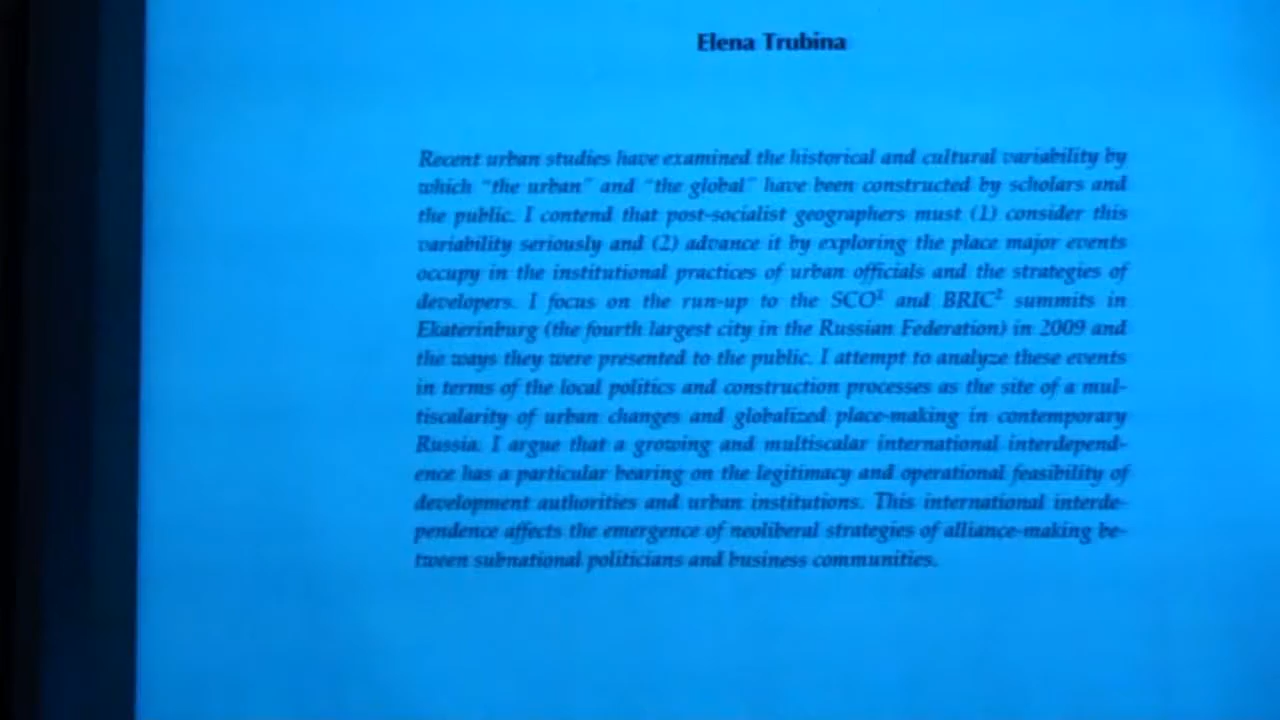 Elena Trubina
Recent urban studies have examined the historical and cultural variability by
which "the urban" and "the global" have been constructed by scholars and
the public. I contend that post-socialist geographers must (1) consider this
variability seriously and (2) advance it by exploring the place major events
occupy in the institutional practices of urban officials and the strategies of
developers. I focus on the run-up to the SCO¹ and BRIC² summits in
Ekaterinburg (the fourth largest city in the Russian Federation) in 2009 and
the ways they were presented to the public. I attempt to analyze these events
in terms of the local politics and construction processes as the site of a mul-
tiscalarity of urban changes and globalized place-making in contemporary
Russia. I argue that a growing and multiscalar international interdepend-
ence has a particular bearing on the legitimacy and operational feasibility of
development authorities and urban institutions. This international interde-
pendence affects the emergence of neoliberal strategies of alliance-making be-
tween subnational politicians and business communities.